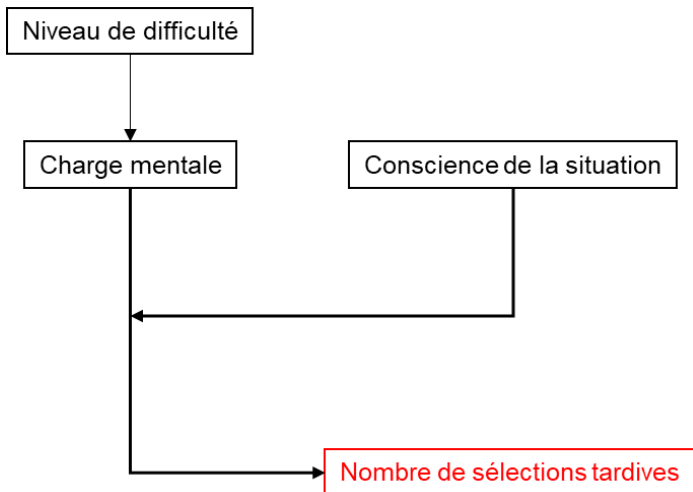 Niveau de difficulté
Charge mentale
Conscience de la situation
Nombre de sélections tardives